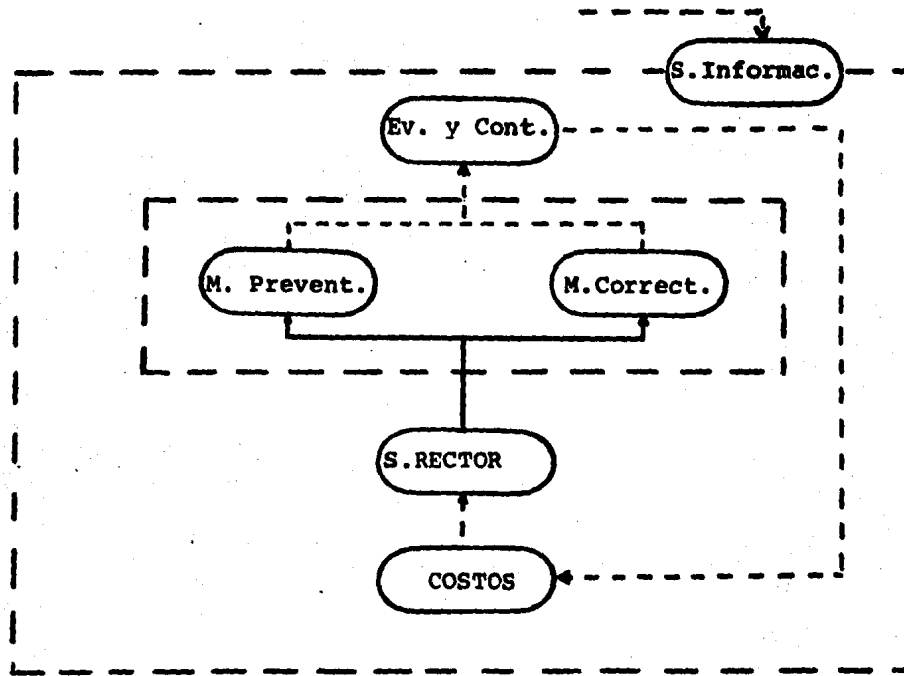 S.Informac.
Ev. y Cont.
M. Prevent.
M.Correct.
S.RECTOR
COSTOS